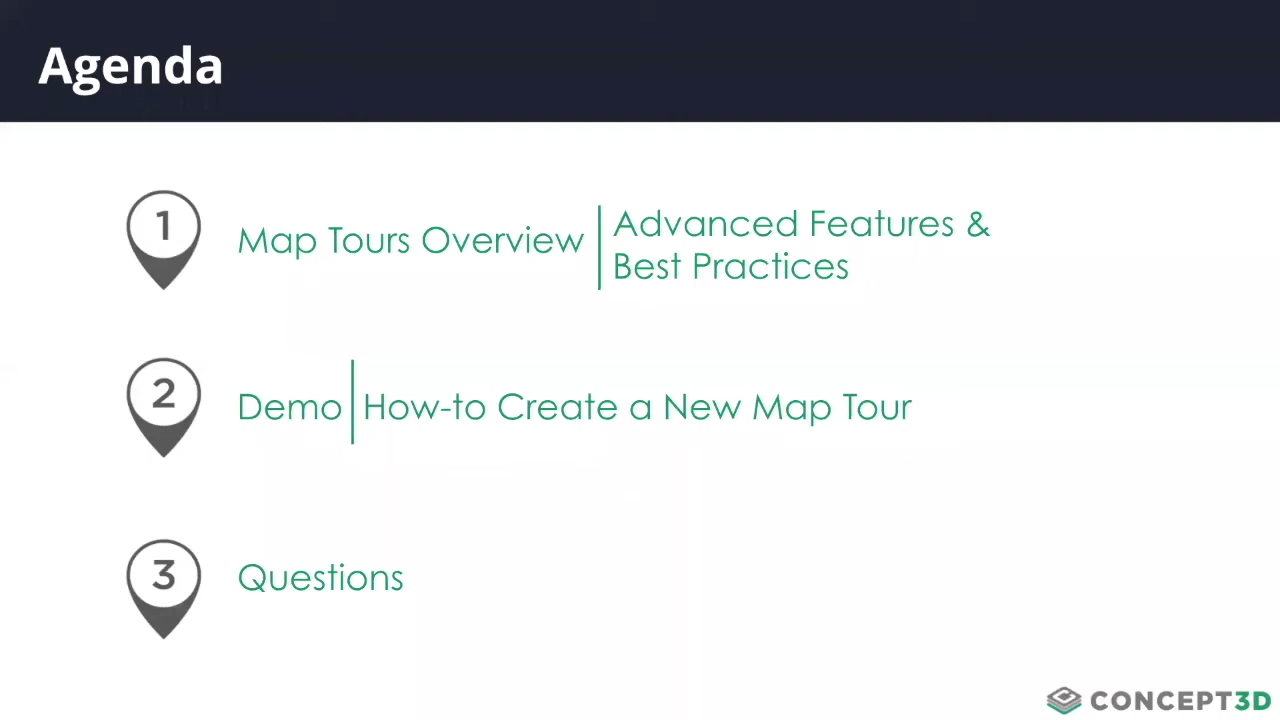 Agenda
1
Map Tours Overview
Advanced Features &
Best Practices
2
Demo
How-to Create a New Map Tour
3
Questions
CONCEPT3D